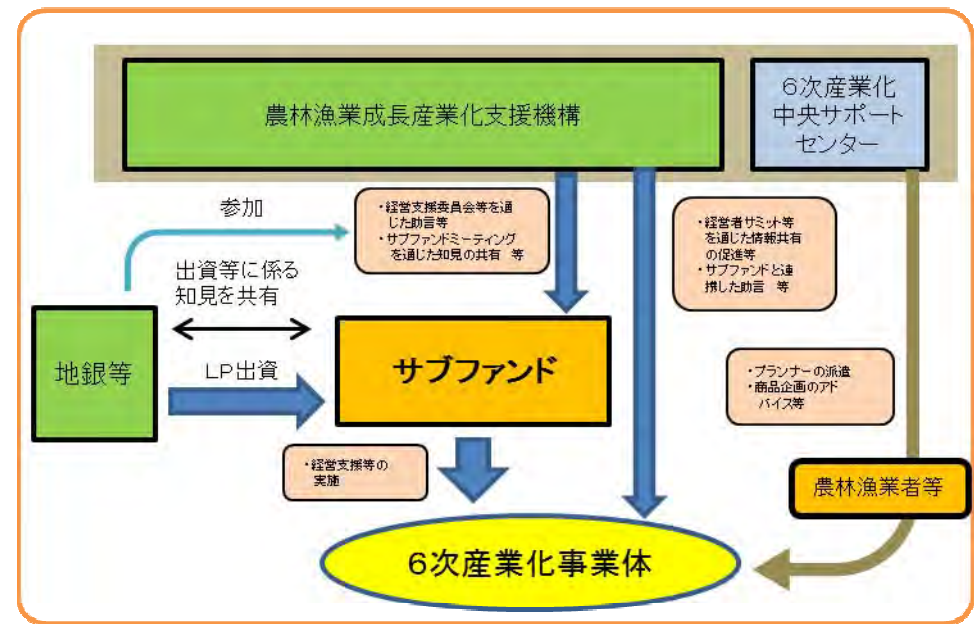 農林漁業成長産業化支援機構
6次産業化
中央サポート
センター
参加
・経営支援委員会等を通
じた助言等
・サブファンドミーティング
を通じた知見の共有 等
・経営者サミット等
を通じた情報共有
の促進等
・サブファンドと連
携した助言 等
出資等に係る
知見を共有
地銀等
LP出資
サブファンド
・プランナーの派遣
・商品企画のアド
バイス等
・経営支援等の
実施
農林漁業者等
6次産業化事業体